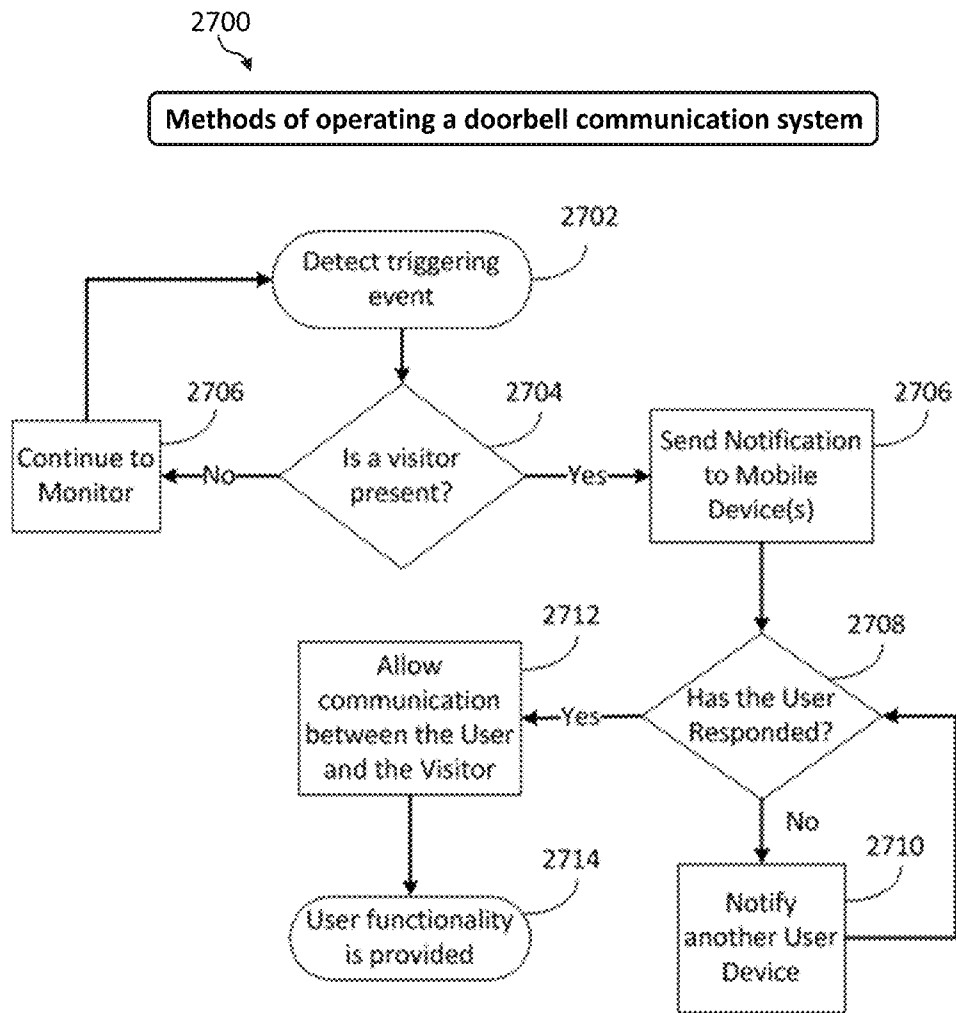 2700
Methods of operating a doorbell communication system
2702
Detect triggering
event
2706
2704
2706
Continue to
Monitor
No
Is a visitor
present?
Yes
Send Notification
to Mobile
Device(s)
2712
2708
Allow
communication
between the User
and the Visitor
Yes
Has the User
Responded?
No
2714
2710
User functionality
is provided
Notify
another User
Device